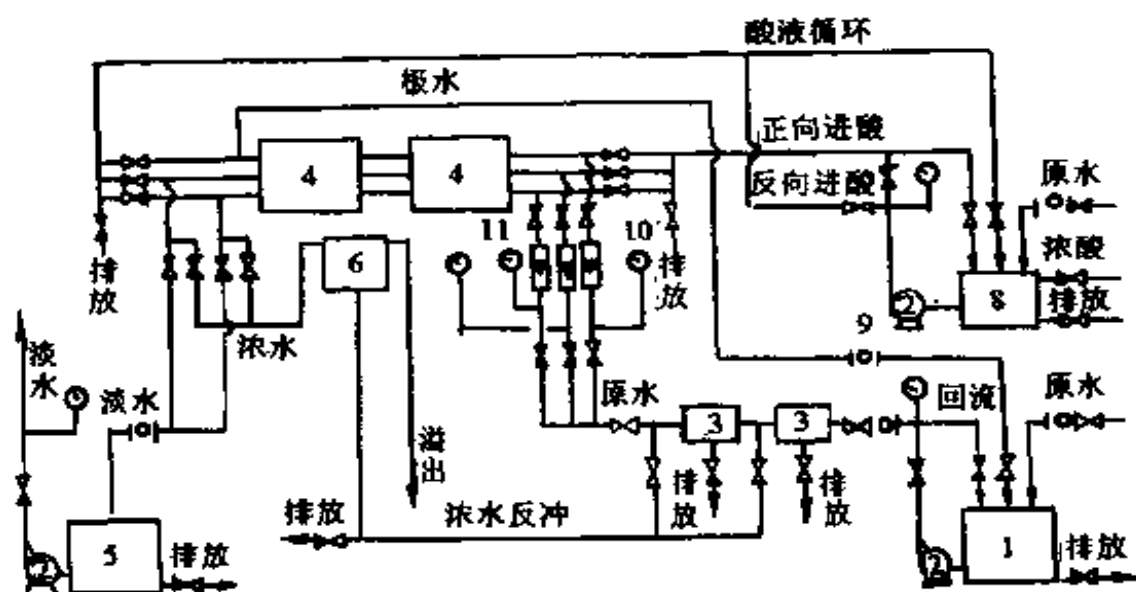 酸液循环
极水
正向进酸
反向进酸
原水
浓酸
排放
4
4
11
10
6
排放
排放
8
2
9
浓水
淡水
淡水
原水
3
3
回流
原水
溢出
排放
排放
排放
浓水反冲
5
2
排放
1
2
排放